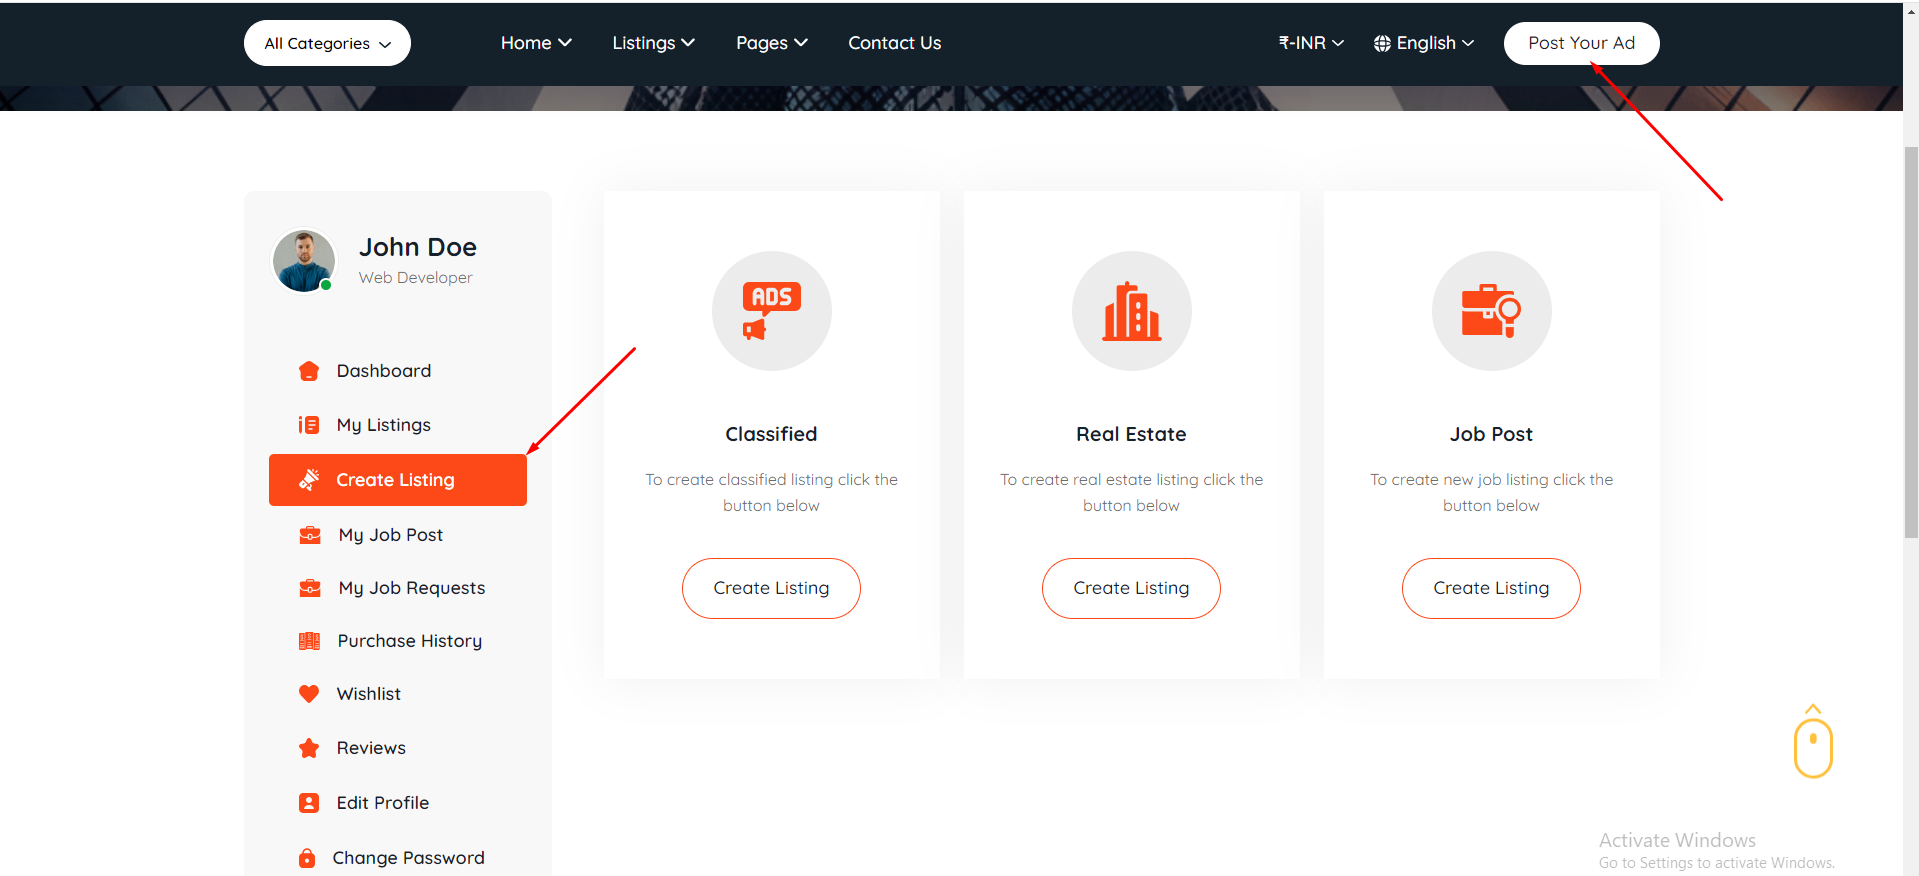 All Categories
Home
Listings
Pages
Contact Us
₹-INR
English
Post Your Ad
John Doe
Web Developer
Dashboard
My Listings
Create Listing
My Job Post
My Job Requests
Purchase History
Wishlist
Reviews
Edit Profile
Change Password
ADS
Classified
To create classified listing click the
button below
Create Listing
Real Estate
To create real estate listing click the
button below
Create Listing
Job Post
To create new job listing click the
button below
Create Listing
Activate Windows
Go to Settings to activate Windows.